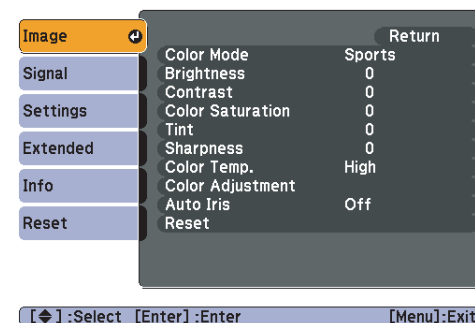 Image
Signal
Settings
Extended
Info
Reset
Return
Color Mode Sports
Brightness 0
Contrast 0
Color Saturation 0
Tint 0
Sharpness 0
Color Temp. High
Color Adjustment
Auto Iris Off
Reset
[◆] :Select [Enter] :Enter [Menu]:Exit